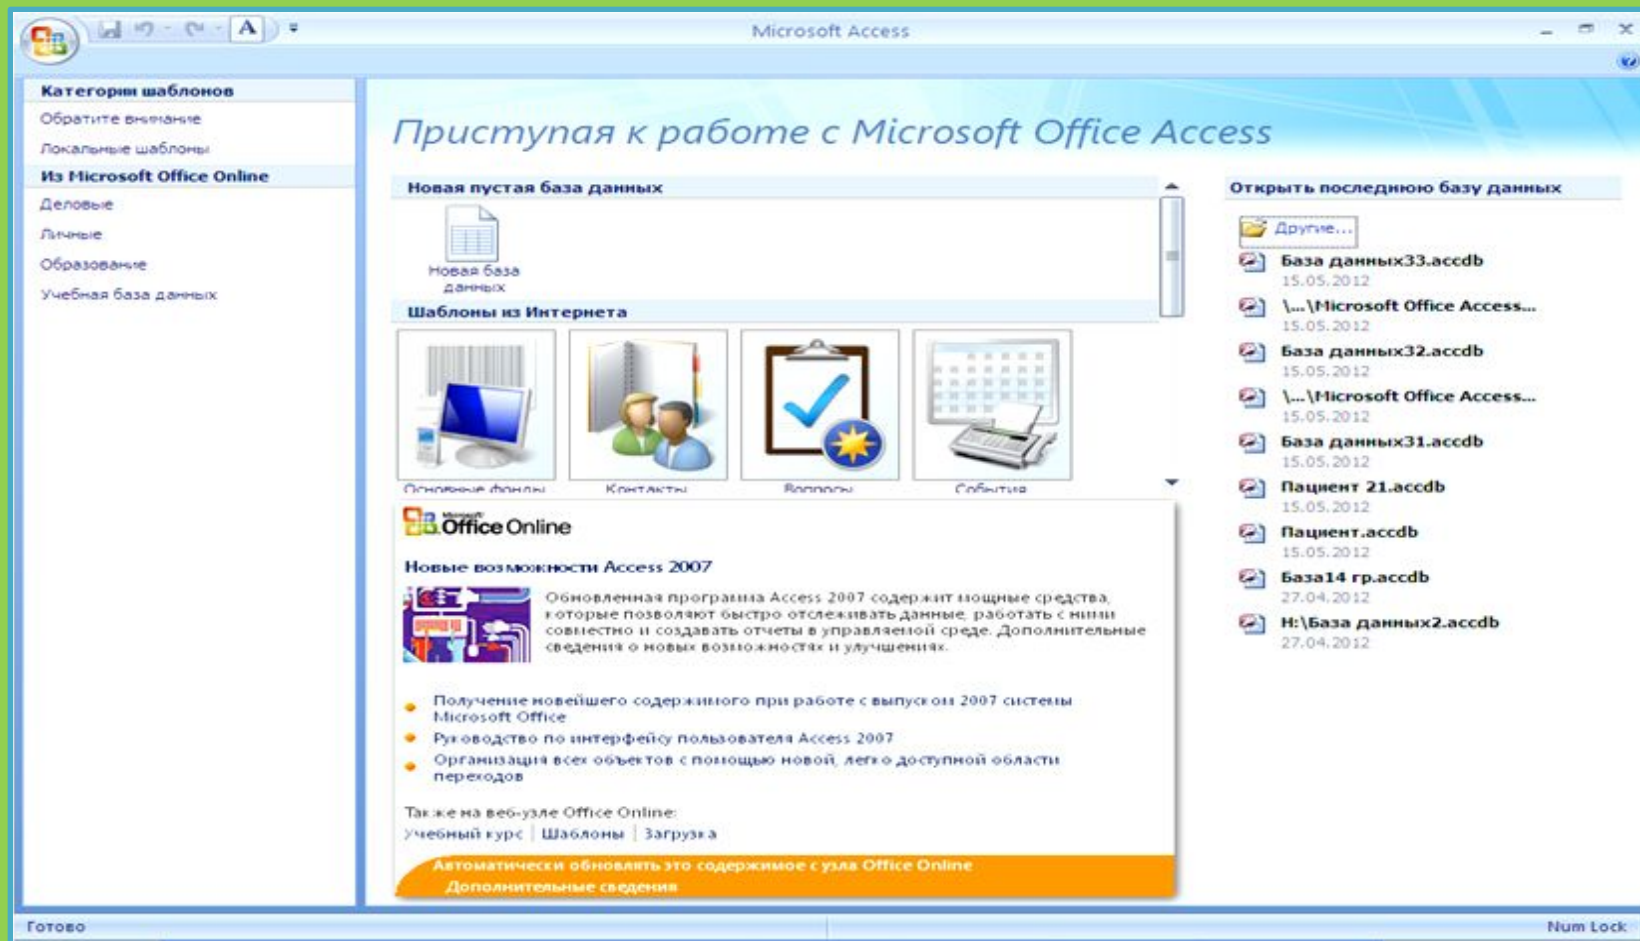 Microsoft Access
Категории шаблонов
Обратите внимание
Локальные шаблоны
Из Microsoft Office Online
Деловые
Личные
Образование
Учебная база данных
Приступая к работе с Microsoft Office Access
Новая пустая база данных
Новая база
данных
Шаблоны из Интернета
Основные фонды
Контакты
Вопросы
События
Microsoft
Office Online
Новые возможности Access 2007
Обновленная программа Access 2007 содержит мощные средства,
которые позволяют быстро отслеживать данные, работать с ними
совместно и создавать отчеты в управляемой среде. Дополнительные
сведения о новых возможностях и улучшениях.
Получение новейшего содержимого при работе с выпуском 2007 системы
Microsoft Office
Руководство по интерфейсу пользователя Access 2007
Организация всех объектов с помощью новой, легко доступной области
переходов
Также на веб-узле Office Online:
Учебный курс | Шаблоны | Загрузка
Автоматически обновлять это содержимое с узла Office Online
Дополнительные сведения
Открыть последнюю базу данных
Другие...
База данных33.accdb
15.05.2012
\...\Microsoft Office Access...
15.05.2012
База данных32.accdb
15.05.2012
\...\Microsoft Office Access...
15.05.2012
База данных31.accdb
15.05.2012
Пациент 21.accdb
15.05.2012
Пациент.accdb
15.05.2012
База14 гр.accdb
27.04.2012
H:\База данных2.accdb
27.04.2012
Готово
Num Lock